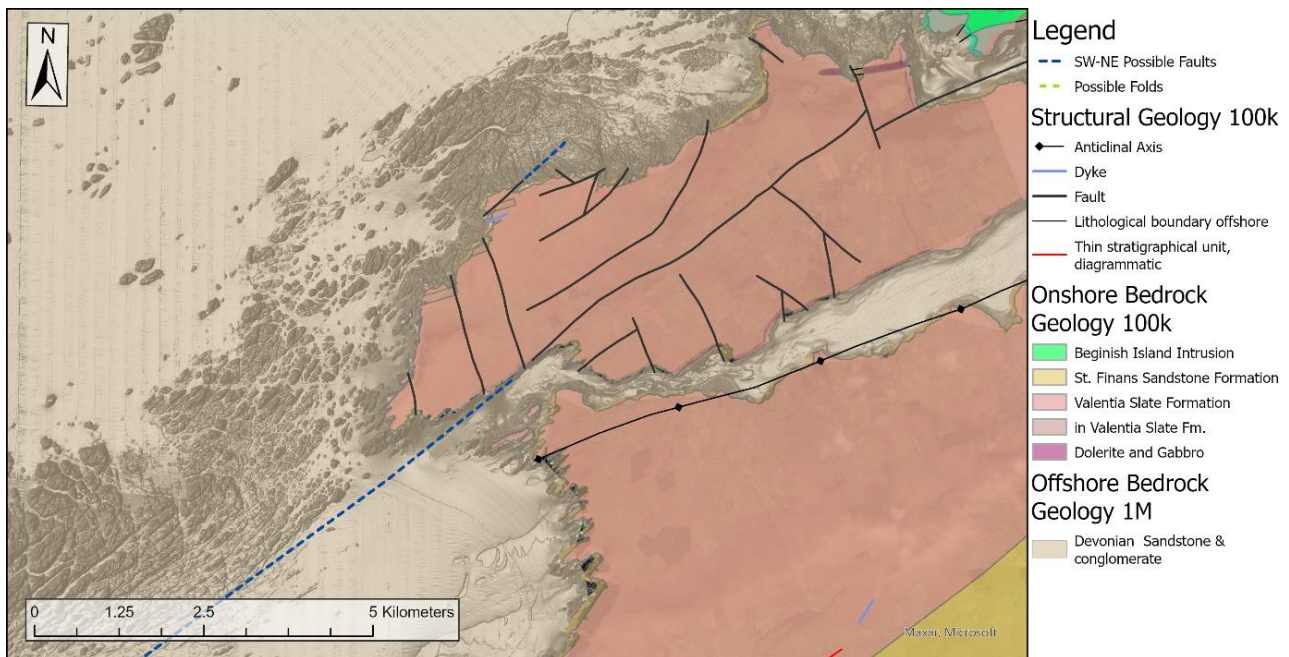 N
Legend
SW-NE Possible Faults
Possible Folds
Structural Geology 100k
Anticlinal Axis
Dyke
Fault
Lithological boundary offshore
Thin stratigraphical unit,
diagrammatic
Onshore Bedrock
Geology 100k
Beginish Island Intrusion
St. Finans Sandstone Formation
Valentia Slate Formation
in Valentia Slate Fm.
Dolerite and Gabbro
Offshore Bedrock
Geology 1M
Devonian Sandstone &
conglomerate
0 1.25 2.5 5 Kilometers
Maxar, Microsoft